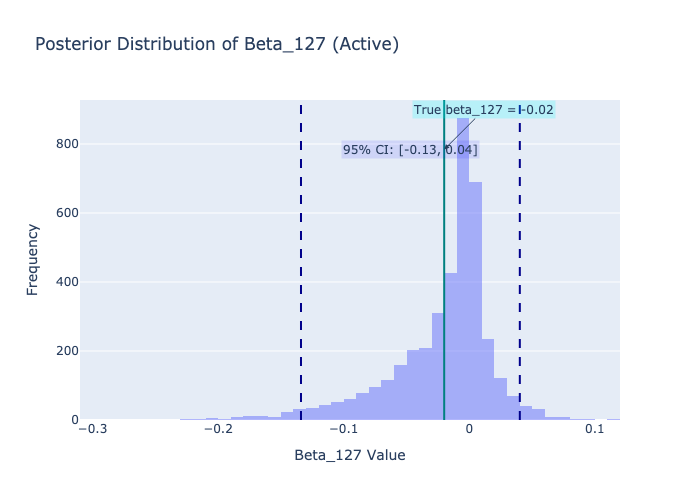 Posterior Distribution of Beta_127 (Active)
True beta_127 = -0.02
95% CI: [-0.13, 0.04]
800
600
400
200
0
Frequency
−0.3
−0.2
−0.1
0
0.1
Beta_127 Value